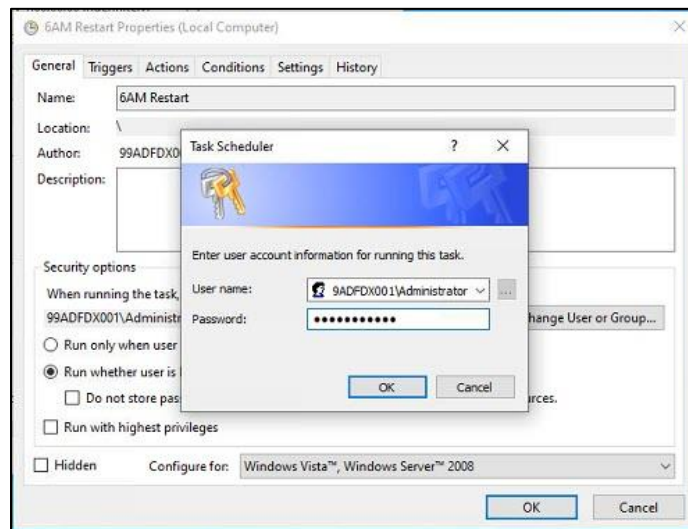 6AM Restart Properties (Local Computer)
General Triggers Actions Conditions Settings History
Name: 6AM Restart
Location: \
Author: 99ADFDX0
Description:
Task Scheduler ? ×
Enter user account information for running this task.
User name: 9ADFDX001\Administrator ...
Password: •••••••••••
OK Cancel
Security options
When running the task,
99ADFDX001\Administr hange User or Group...
Run only when user
Run whether user is
Do not store pas rces.
Run with highest privileges
Hidden Configure for: Windows Vista™, Windows Server™ 2008
OK Cancel